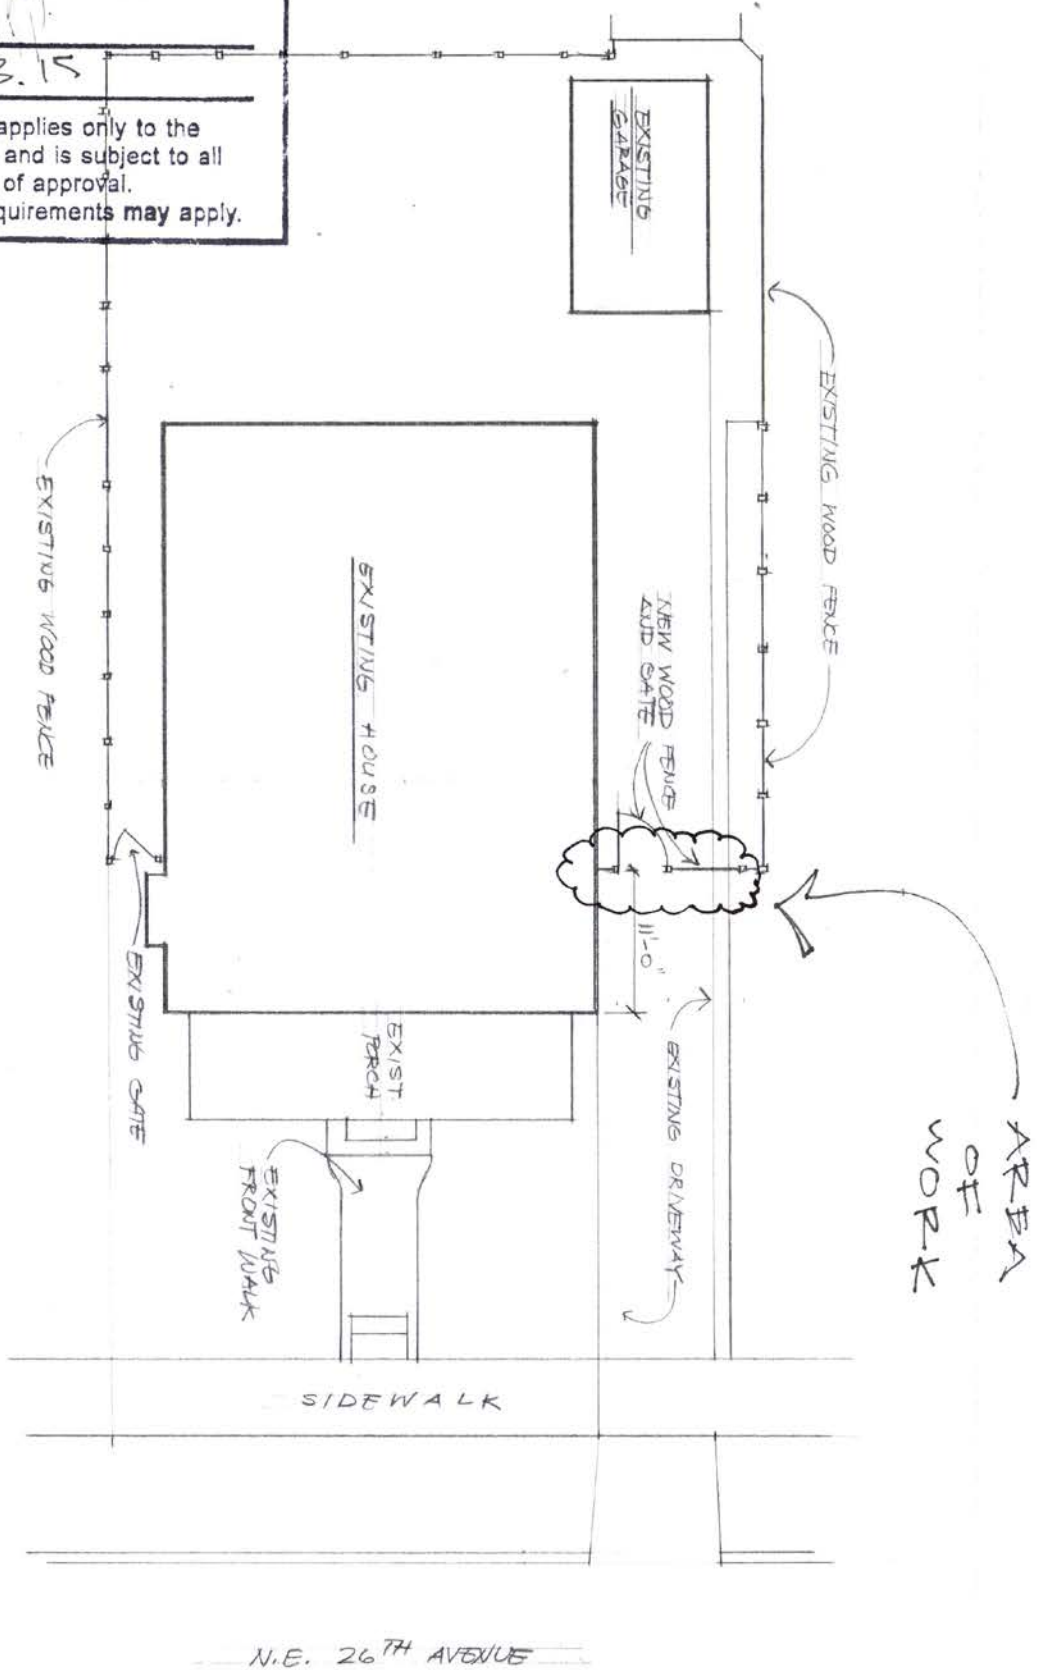 3.15
applies only to the
and is subject to all
of approval.
quirements may apply.
EXISTING
GARAGE
EXISTING WOOD FENCE
EXISTING WOOD FENCE
EXISTING HOUSE
NEW WOOD FENCE
AND GATE
11'-0"
AREA
OF
WORK
EXISTING GATE
EXIST.
PORCH
EXISTING DRIVEWAY
EXISTING
FRONT WALK
SIDEWALK
N.E. 26TH AVENUE